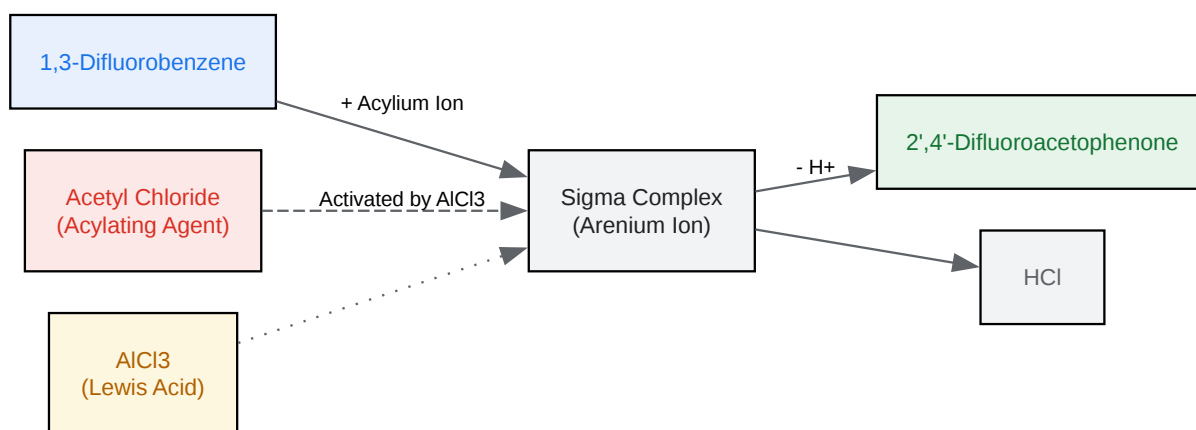 1,3-Difluorobenzene
+ Acylium Ion
Acetyl Chloride
(Acylating Agent)
Activated by AlCl3
AlCl3
(Lewis Acid)
Sigma Complex
(Arenium Ion)
- H+
2',4'-Difluoroacetophenone
HCl